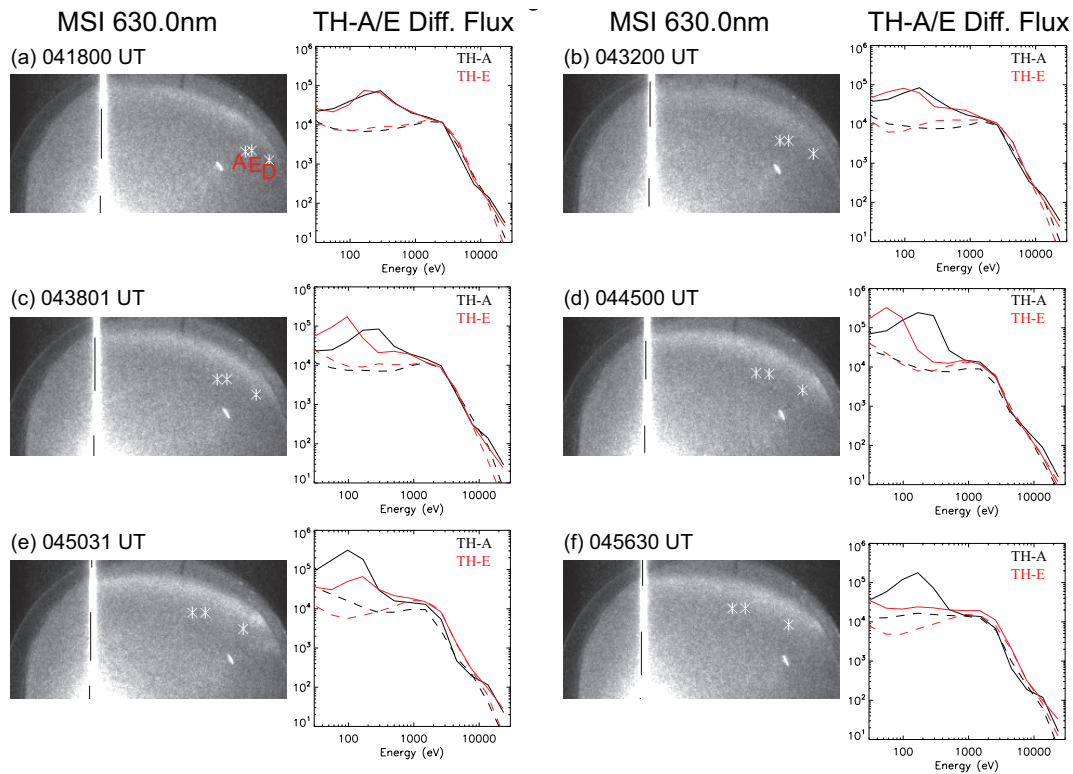 MSI 630.0nm TH-A/E Diff. Flux MSI 630.0nm TH-A/E Diff. Flux
(a) 041800 UT
A E D
10⁶
10⁵
10⁴
10³
10²
10¹
TH-A
TH-E
100 1000 10000
Energy (eV)
(b) 043200 UT
10⁶
10⁵
10⁴
10³
10²
10¹
TH-A
TH-E
100 1000 10000
Energy (eV)
(c) 043801 UT
10⁶
10⁵
10⁴
10³
10²
10¹
TH-A
TH-E
100 1000 10000
Energy (eV)
(d) 044500 UT
10⁶
10⁵
10⁴
10³
10²
10¹
TH-A
TH-E
100 1000 10000
Energy (eV)
(e) 045031 UT
10⁶
10⁵
10⁴
10³
10²
10¹
TH-A
TH-E
100 1000 10000
Energy (eV)
(f) 045630 UT
10⁶
10⁵
10⁴
10³
10²
10¹
TH-A
TH-E
100 1000 10000
Energy (eV)